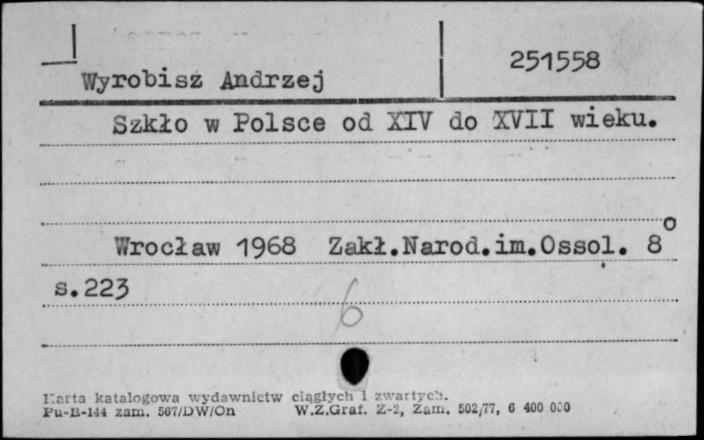 251558
Wyrobisz Andrzej
Szkło w Polsce od XIV do XVII wieku.
Wrocław 1968 Zakł.Narod.im.Ossol. 8°
s.223
6
Karta katalogowa wydawnictw ciągłych i zwartych.
Pu-B-144 zam. 567/DW/On W.Z.Graf. Z-2, Zam. 502/77, 6 400 000